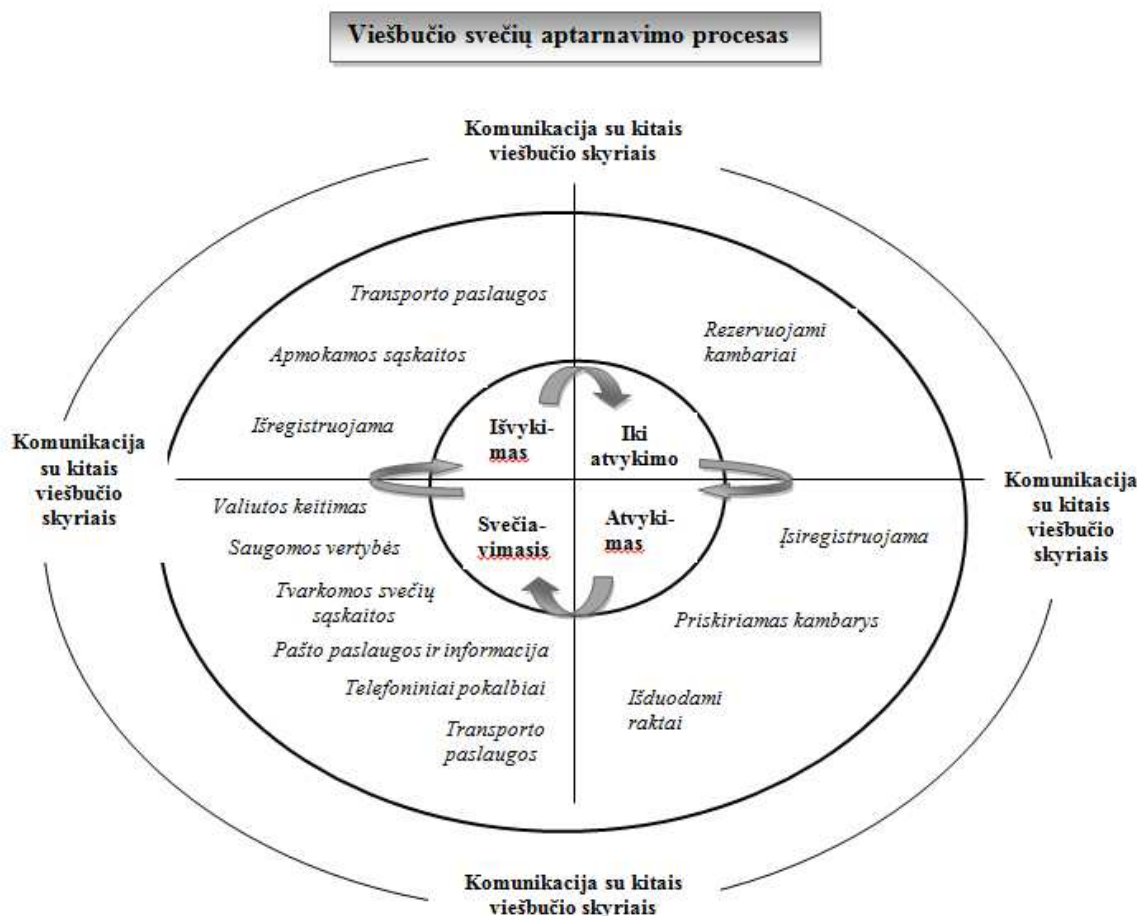 Viešbučio svečių aptarnavimo procesas
Komunikacija su kitais
viešbučio skyriais
Transporto paslaugos
Rezervuojami
kambariai
Apmokamos sąskaitos
Išregistruojama
Išvyki-
mas
Iki
atvykimo
Komunikacija
su kitais
viešbučio
skyriais
Komunikacija
su kitais
viešbučio
skyriais
Valiutos keitimas
Saugomos vertybės
Svečia-
vimasis
Atvyki-
mas
Įsiregistruojama
Tvarkomos svečių
sąskaitos
Priskiriamas kambarys
Pašto paslaugos ir informacija
Telefoniniai pokalbiai
Išduodami
raktai
Transporto
paslaugos
Komunikacija su kitais
viešbučio skyriais